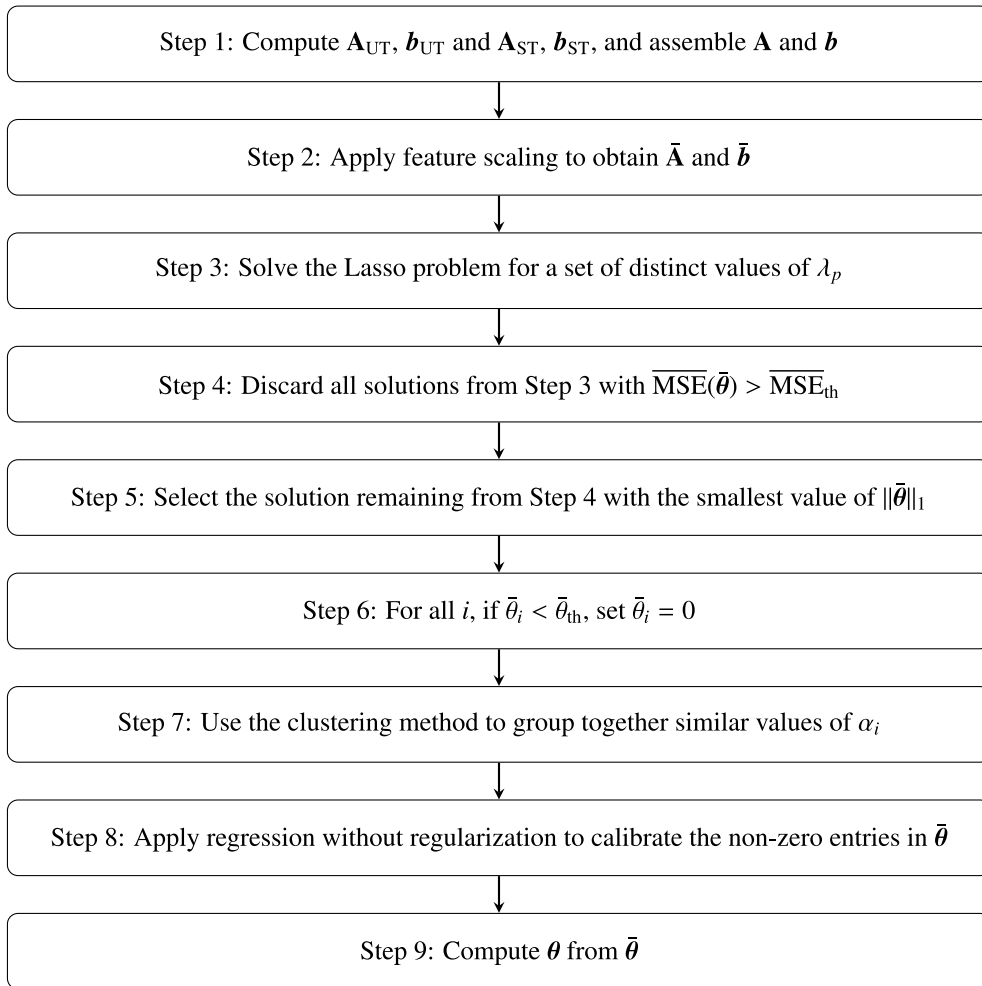 Step 1: Compute A_UT, b_UT and A_ST, b_ST, and assemble A and b
Step 2: Apply feature scaling to obtain Ā and b̄
Step 3: Solve the Lasso problem for a set of distinct values of λ_p
Step 4: Discard all solutions from Step 3 with M̅S̅E̅(θ̄) > M̅S̅E̅_th
Step 5: Select the solution remaining from Step 4 with the smallest value of ||θ̄||_1
Step 6: For all i, if θ̄_i < θ̄_th, set θ̄_i = 0
Step 7: Use the clustering method to group together similar values of α_i
Step 8: Apply regression without regularization to calibrate the non-zero entries in θ̄
Step 9: Compute θ from θ̄